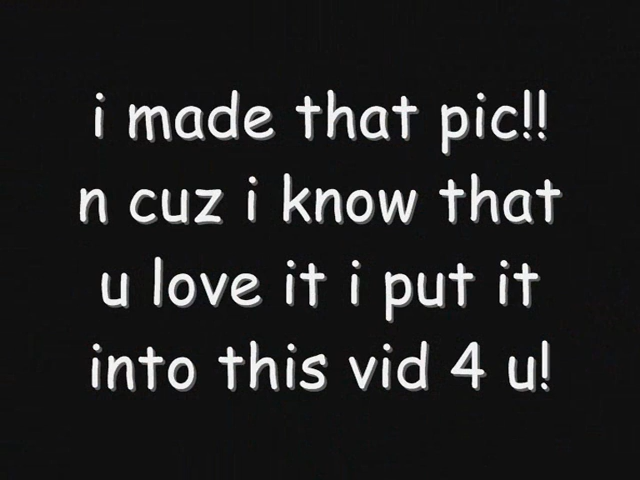 i made that pic!!
n cuz i know that
u love it i put it
into this vid 4 u!